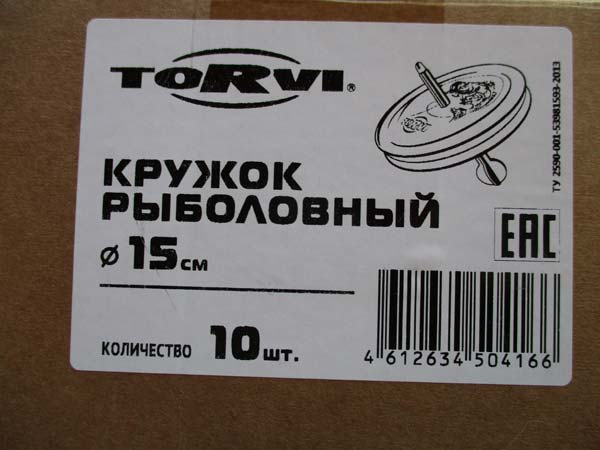 TORVI®
КРУЖОК
РЫБОЛОВНЫЙ
ø 15 см
КОЛИЧЕСТВО 10 шт.
ТУ 2590-001-53981593-2013
EAC
4 612634 504166